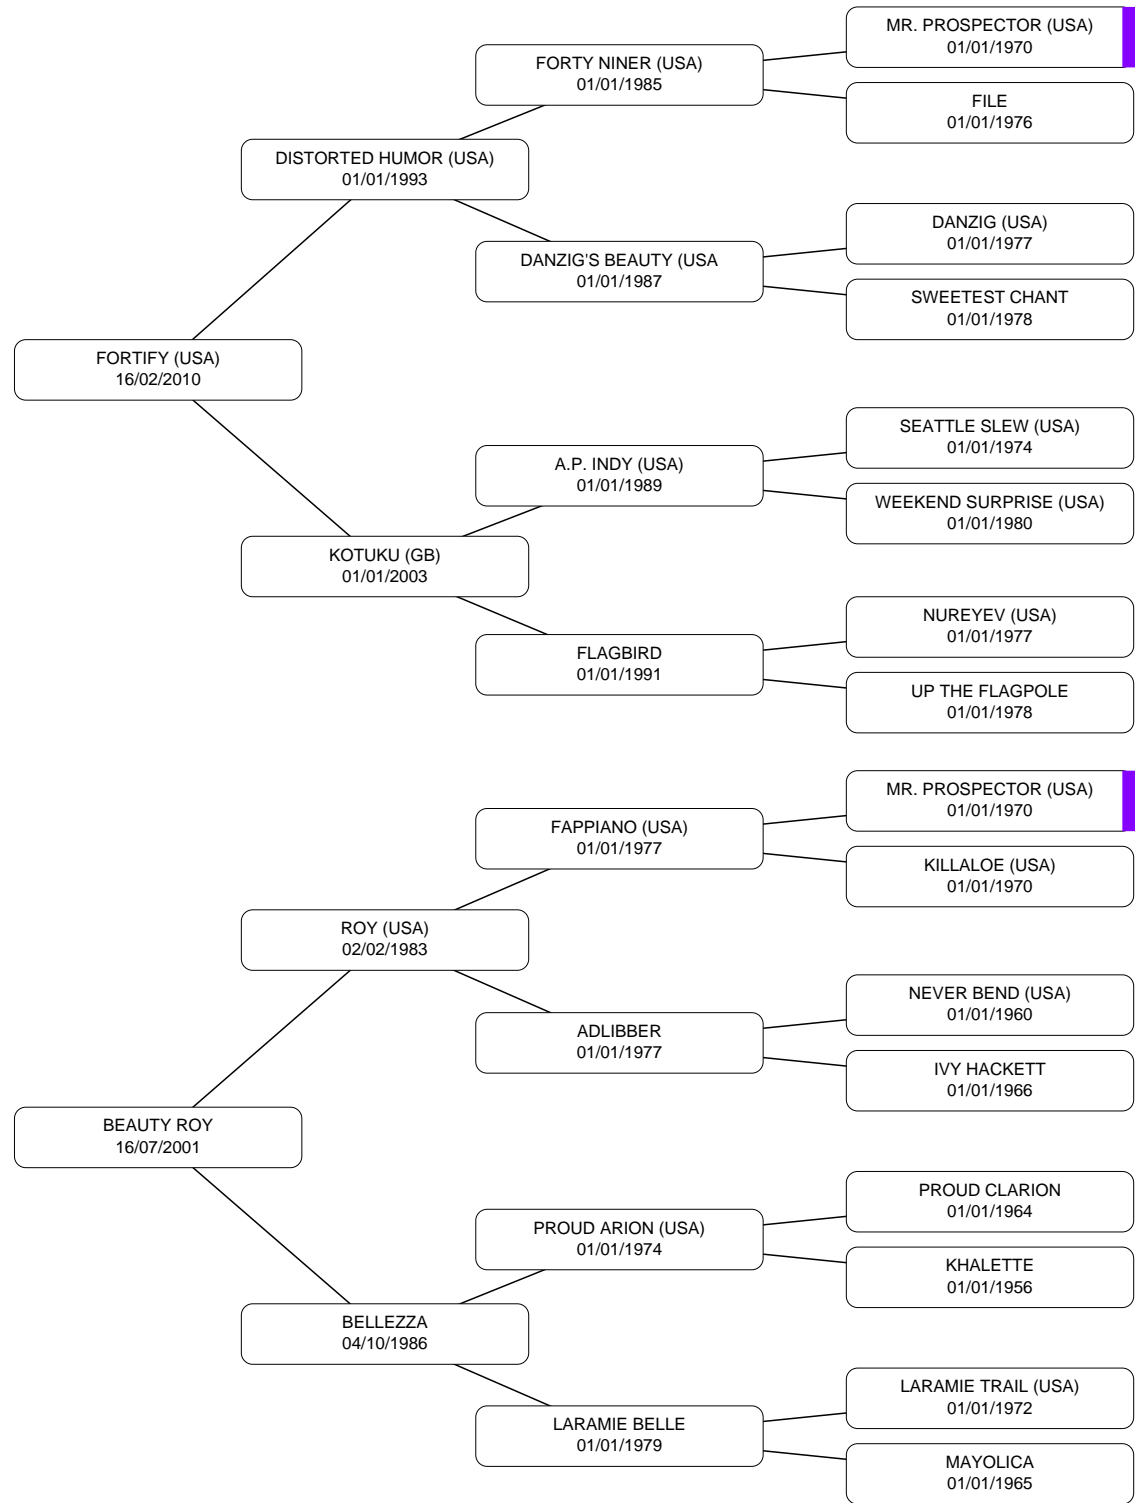 MR. PROSPECTOR (USA)
01/01/1970
FORTY NINER (USA)
01/01/1985
FILE
01/01/1976
DISTORTED HUMOR (USA)
01/01/1993
DANZIG (USA)
01/01/1977
DANZIG'S BEAUTY (USA
01/01/1987
SWEETEST CHANT
01/01/1978
FORTIFY (USA)
16/02/2010
SEATTLE SLEW (USA)
01/01/1974
A.P. INDY (USA)
01/01/1989
WEEKEND SURPRISE (USA)
01/01/1980
KOTUKU (GB)
01/01/2003
NUREYEV (USA)
01/01/1977
FLAGBIRD
01/01/1991
UP THE FLAGPOLE
01/01/1978
MR. PROSPECTOR (USA)
01/01/1970
FAPPIANO (USA)
01/01/1977
KILLALOE (USA)
01/01/1970
ROY (USA)
02/02/1983
NEVER BEND (USA)
01/01/1960
ADLIBBER
01/01/1977
IVY HACKETT
01/01/1966
BEAUTY ROY
16/07/2001
PROUD CLARION
01/01/1964
PROUD ARION (USA)
01/01/1974
KHALETTE
01/01/1956
BELLEZZA
04/10/1986
LARAMIE TRAIL (USA)
01/01/1972
LARAMIE BELLE
01/01/1979
MAYOLICA
01/01/1965